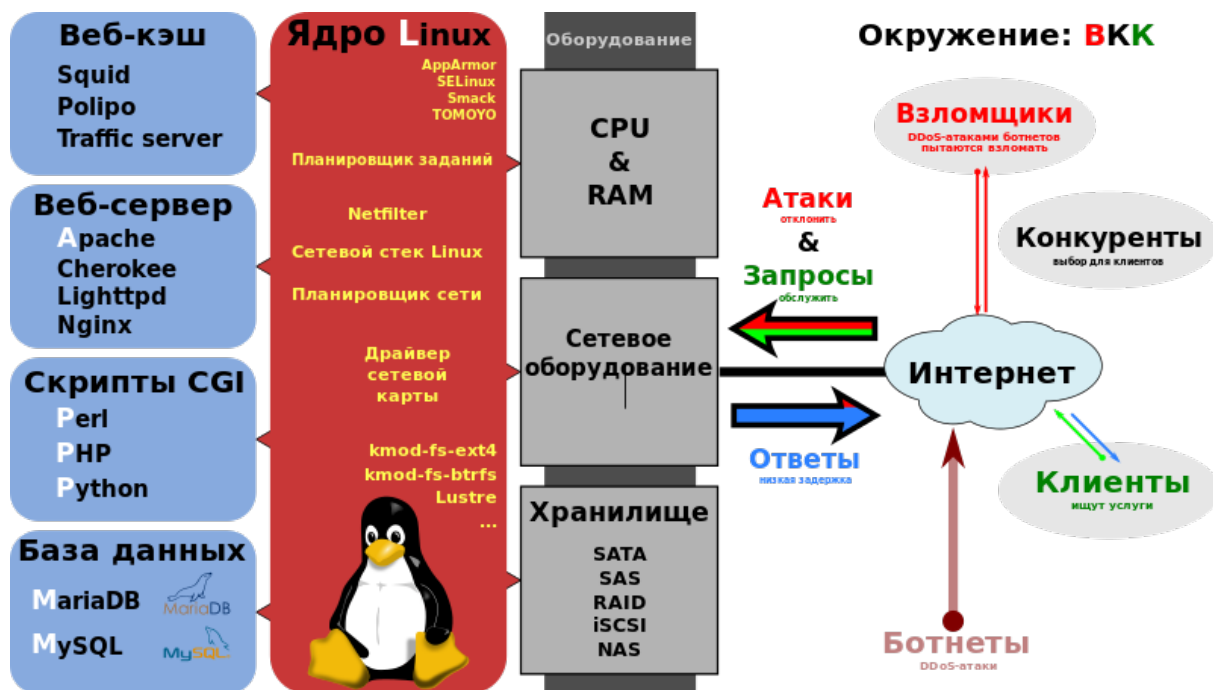 Веб-кэш
Squid
Polipo
Traffic server
Веб-сервер
Apache
Cherokee
Lighttpd
Nginx
Скрипты CGI
Perl
PHP
Python
База данных
MariaDB
MariaDB
MySQL
MySQL
Ядро Linux
AppArmor
SELinux
Smack
TOMOYO
Планировщик заданий
Netfilter
Сетевой стек Linux
Планировщик сети
Драйвер
сетевой
карты
kmod-fs-ext4
kmod-fs-btrfs
Lustre
...
Оборудование
CPU
&
RAM
Сетевое
оборудование
Хранилище
SATA
SAS
RAID
iSCSI
NAS
Окружение: ВКК
Взломщики
DDoS-атаками ботнетов
пытаются взломать
Конкуренты
выбор для клиентов
Атаки
отклонить
&
Запросы
обслужить
Интернет
Ответы
низкая задержка
Клиенты
ищут услуги
Ботнеты
DDoS-атаки